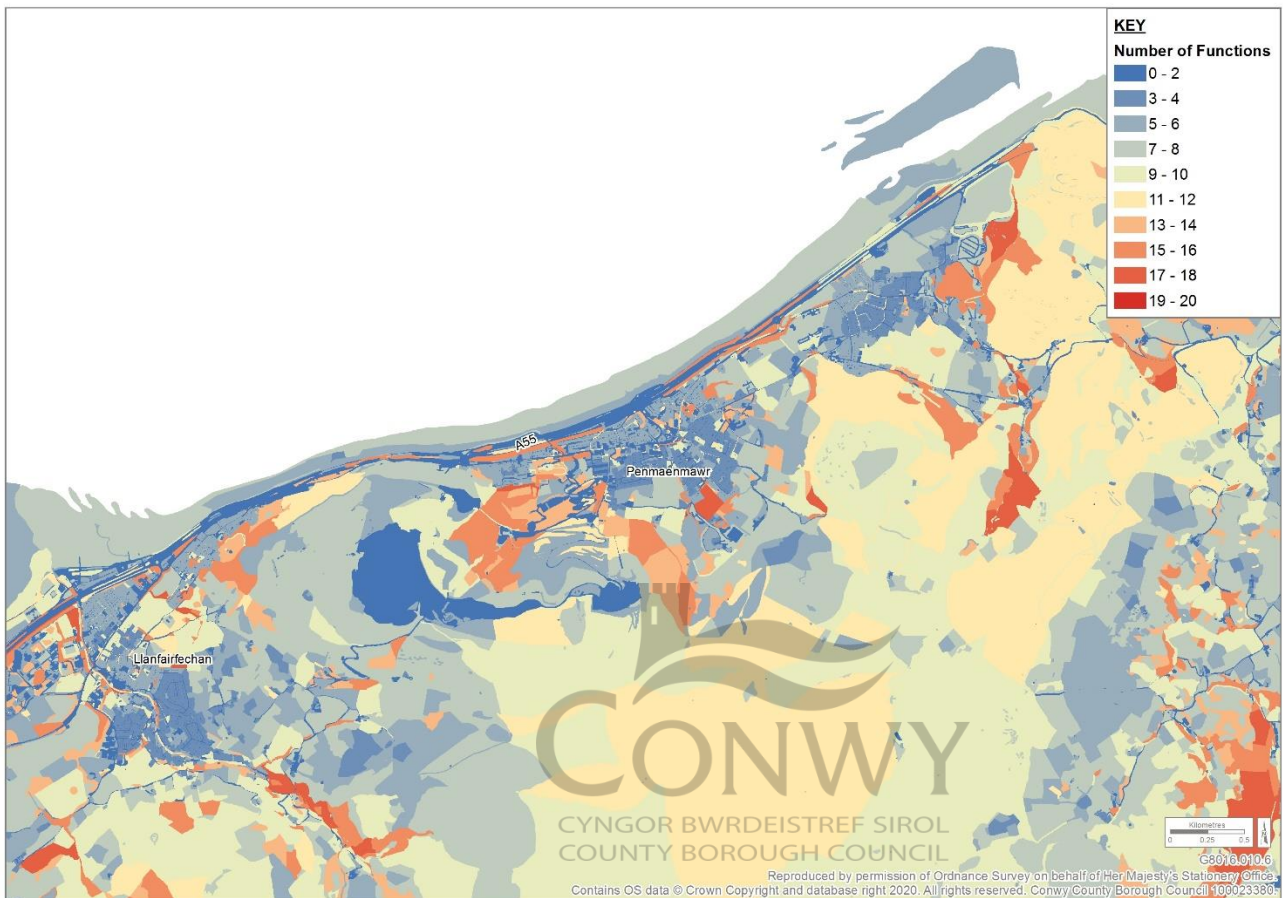 KEY
Number of Functions
0 - 2
3 - 4
5 - 6
7 - 8
9 - 10
11 - 12
13 - 14
15 - 16
17 - 18
19 - 20
A55
Penmaenmawr
Llanfairfechan
CONWY
CYNGOR BWRDEISTREF SIROL
COUNTY BOROUGH COUNCIL
Kilometres
0 0.25 0.5
G8016.010.6
Reproduced by permission of Ordnance Survey on behalf of Her Majesty's Stationery Office.
Contains OS data © Crown Copyright and database right 2020. All rights reserved. Conwy County Borough Council 100023380.